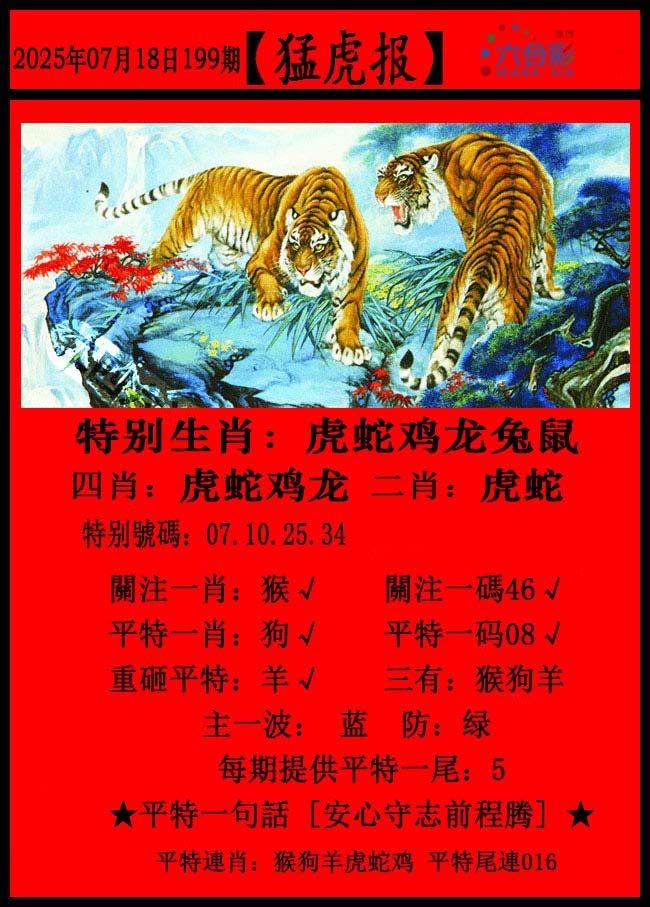 2025年07月18日199期【猛虎报】
澳門
六合彩
特别生肖：虎蛇鸡龙兔鼠
四肖：虎蛇鸡龙 二肖：虎蛇
特别號碼：07.10.25.34
關注一肖：猴√ 關注一碼46√
平特一肖：狗√ 平特一码08√
重砸平特：羊√ 三有：猴狗羊
主一波： 蓝 防：绿
每期提供平特一尾：5
★平特一句話 [安心守志前程腾] ★
平特連肖：猴狗羊虎蛇鸡 平特尾連016